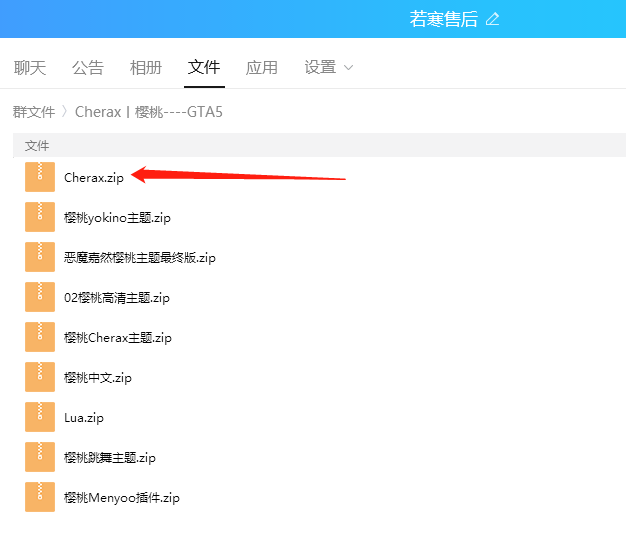 若寒售后
聊天 公告 相册 文件 应用 设置
群文件 〉Cherax丨樱桃----GTA5
文件
Cherax.zip
樱桃yokino主题.zip
恶魔嘉然樱桃主题最终版.zip
02樱桃高清主题.zip
樱桃Cherax主题.zip
樱桃中文.zip
Lua.zip
樱桃跳舞主题.zip
樱桃Menyoo插件.zip